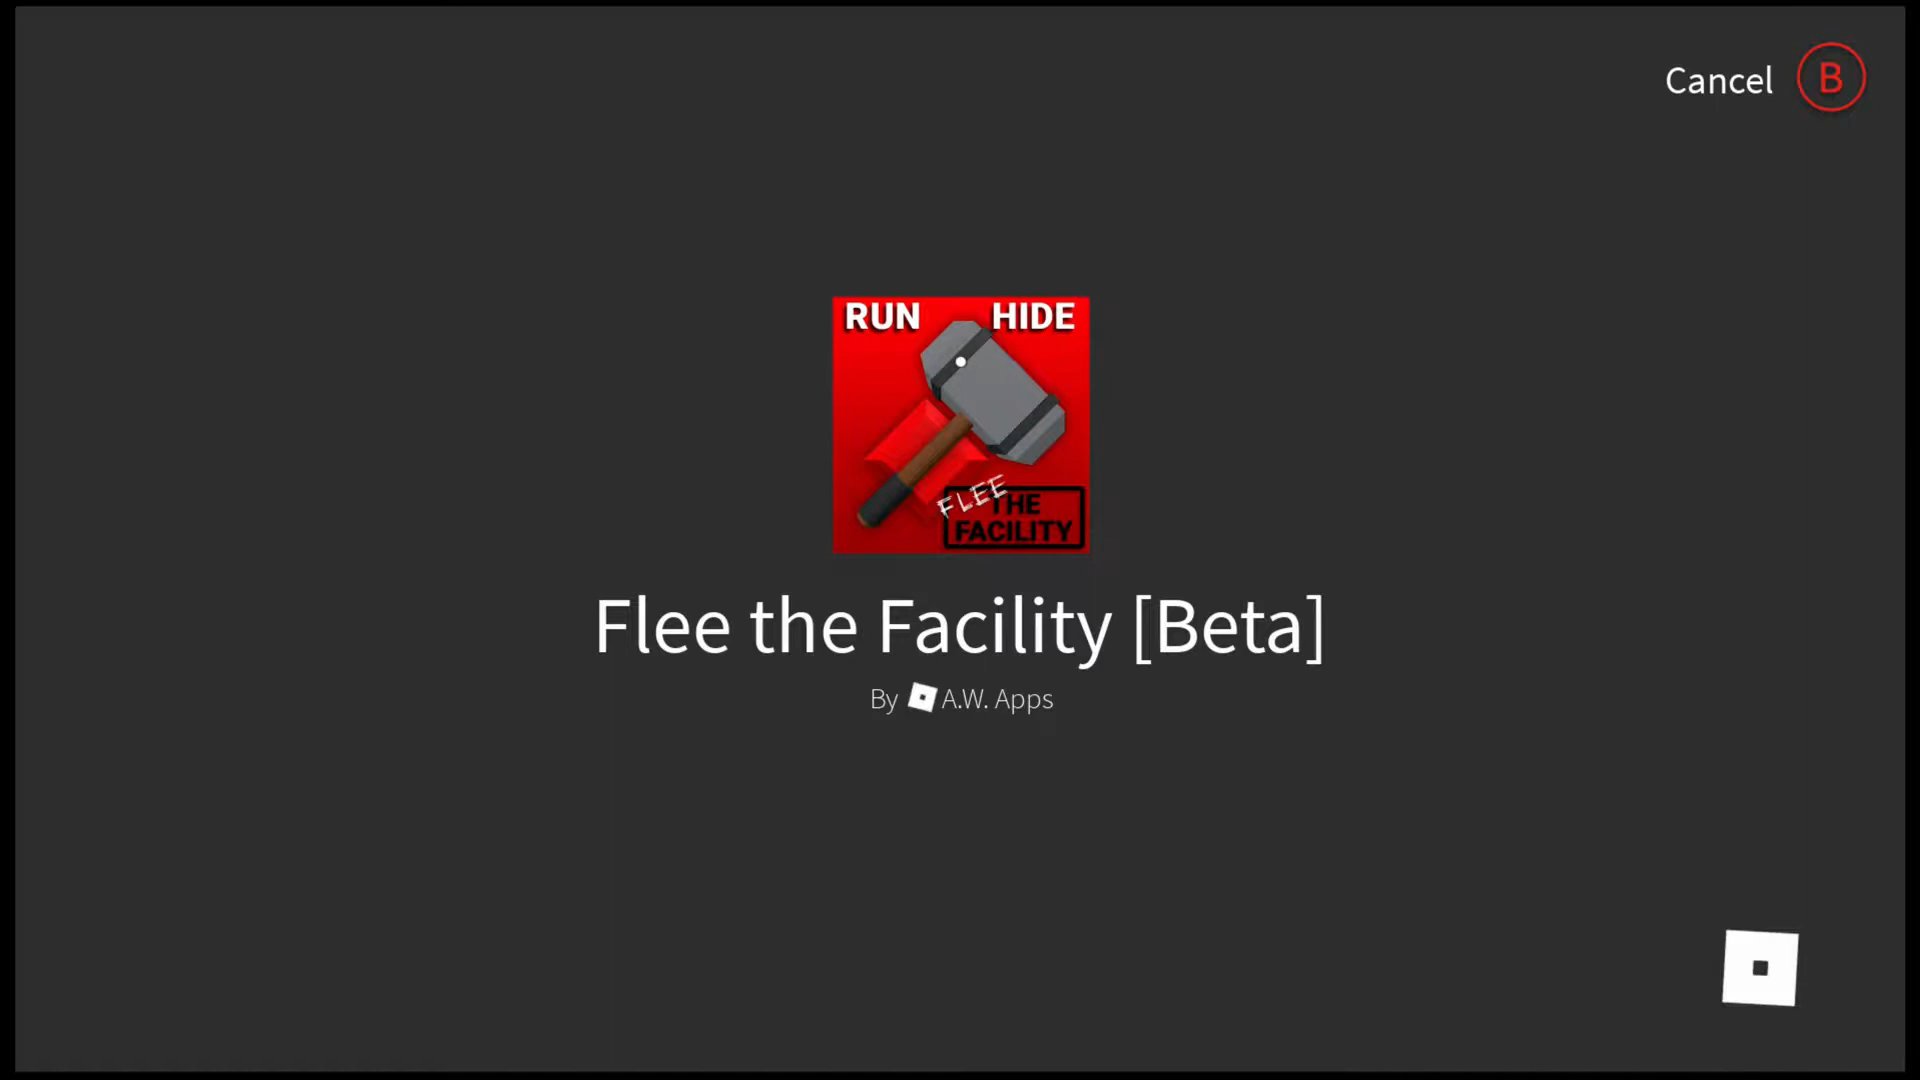 Cancel B
RUN HIDE
FLEE
THE
FACILITY
Flee the Facility [Beta]
By A.W. Apps